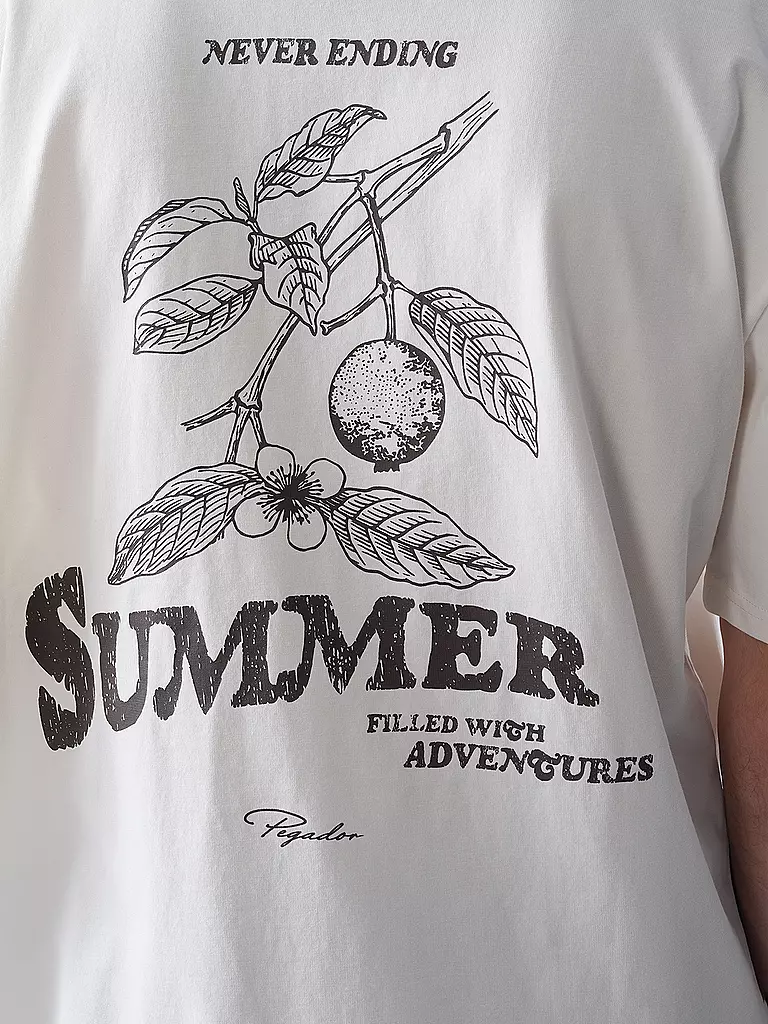 NEVER ENDING
SUMMER
FILLED WITH
ADVENTURES
Pegador